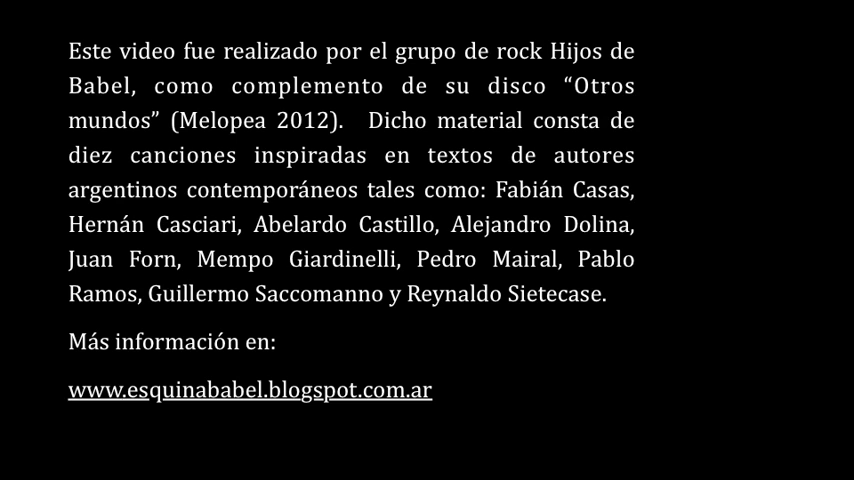 Este video fue realizado por el grupo de rock Hijos de
Babel, como complemento de su disco “Otros
mundos” (Melopea 2012).  Dicho material consta de
diez canciones inspiradas en textos de autores
argentinos contemporáneos tales como: Fabián Casas,
Hernán Casciari, Abelardo Castillo, Alejandro Dolina,
Juan Forn, Mempo Giardinelli, Pedro Mairal, Pablo
Ramos, Guillermo Saccomanno y Reynaldo Sietecase.
Más información en:
www.esquinababel.blogspot.com.ar